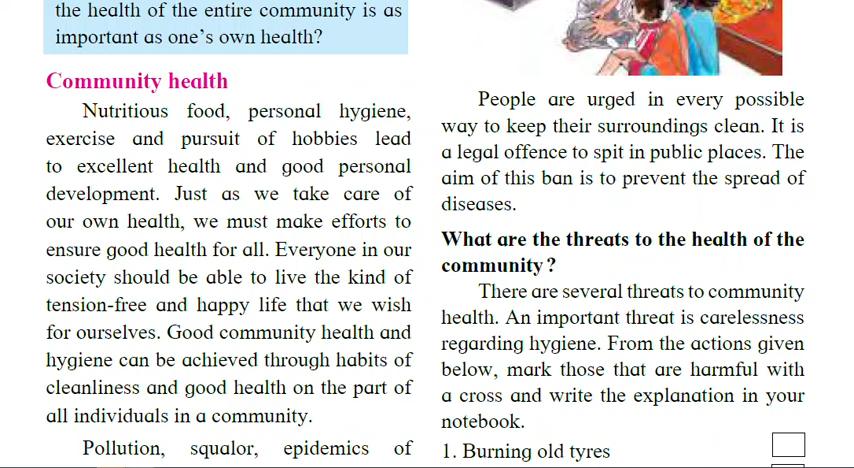 the health of the entire community is as
important as one's own health?
Community health
Nutritious food, personal hygiene,
exercise and pursuit of hobbies lead
to excellent health and good personal
development. Just as we take care of
our own health, we must make efforts to
ensure good health for all. Everyone in our
society should be able to live the kind of
tension-free and happy life that we wish
for ourselves. Good community health and
hygiene can be achieved through habits of
cleanliness and good health on the part of
all individuals in a community.
Pollution, squalor, epidemics of
People are urged in every possible
way to keep their surroundings clean. It is
a legal offence to spit in public places. The
aim of this ban is to prevent the spread of
diseases.
What are the threats to the health of the
community ?
There are several threats to community
health. An important threat is carelessness
regarding hygiene. From the actions given
below, mark those that are harmful with
a cross and write the explanation in your
notebook.
1. Burning old tyres